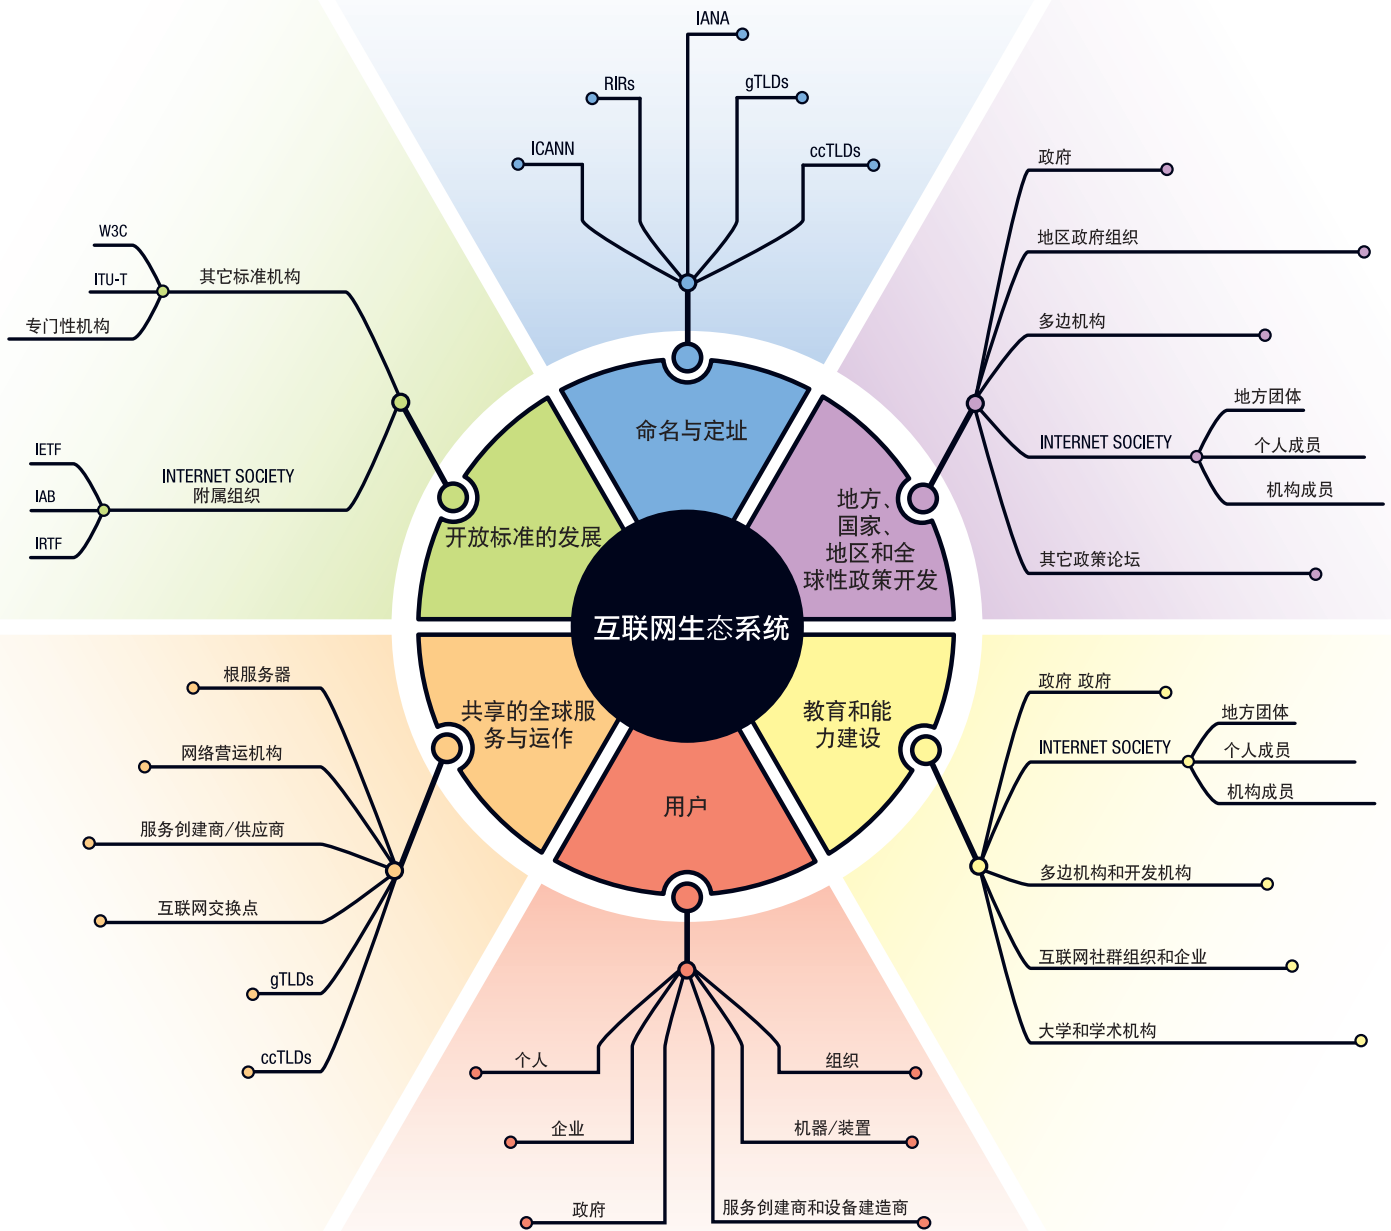 IANA
RIRs
gTLDs
ICANN
ccTLDs
W3C
ITU-T
专门性机构
其它标准机构
IETF
IAB
IRTF
INTERNET SOCIETY
附属组织
政府
地区政府组织
多边机构
INTERNET SOCIETY
地方团体
个人成员
机构成员
其它政策论坛
命名与定址
开放标准的发展
地方、
国家、
地区和全
球性政策开发
互联网生态系统
共享的全球服
务与运作
用户
教育和能
力建设
根服务器
网络营运机构
服务创建商/供应商
互联网交换点
gTLDs
ccTLDs
政府 政府
INTERNET SOCIETY
地方团体
个人成员
机构成员
多边机构和开发机构
互联网社群组织和企业
大学和学术机构
个人
企业
政府
组织
机器/装置
服务创建商和设备建造商